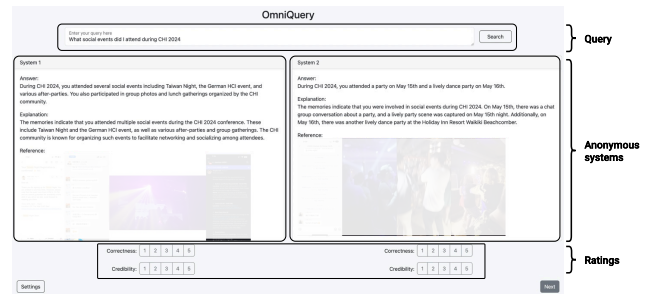 OmniQuery
Enter your query here
What social events did I attend during CHI 2024
Search
Query
System 1
Answer:
During CHI 2024, you attended several social events including Taiwan Night, the German HCI event, and
various after-parties. You also participated in group photos and lunch gatherings organized by the CHI
community.
Explanation:
The memories indicate that you attended multiple social events during the CHI 2024 conference. These
include Taiwan Night and the German HCI event, as well as various after-parties and group gatherings. The CHI
community is known for organizing such events to facilitate networking and socializing among attendees.
Reference:
System 2
Answer:
During CHI 2024, you attended a party on May 15th and a lively dance party on May 16th.
Explanation:
The memories indicate that you were involved in social events during CHI 2024. On May 15th, there was a chat
group conversation about a party, and a lively party scene was captured on May 15th night. Additionally, on
May 16th, there was another lively dance party at the Holiday Inn Resort Waikiki Beachcomber.
Reference:
Anonymous
systems
Correctness: 1 2 3 4 5
Credibility: 1 2 3 4 5
Correctness: 1 2 3 4 5
Credibility: 1 2 3 4 5
Ratings
Settings
Next